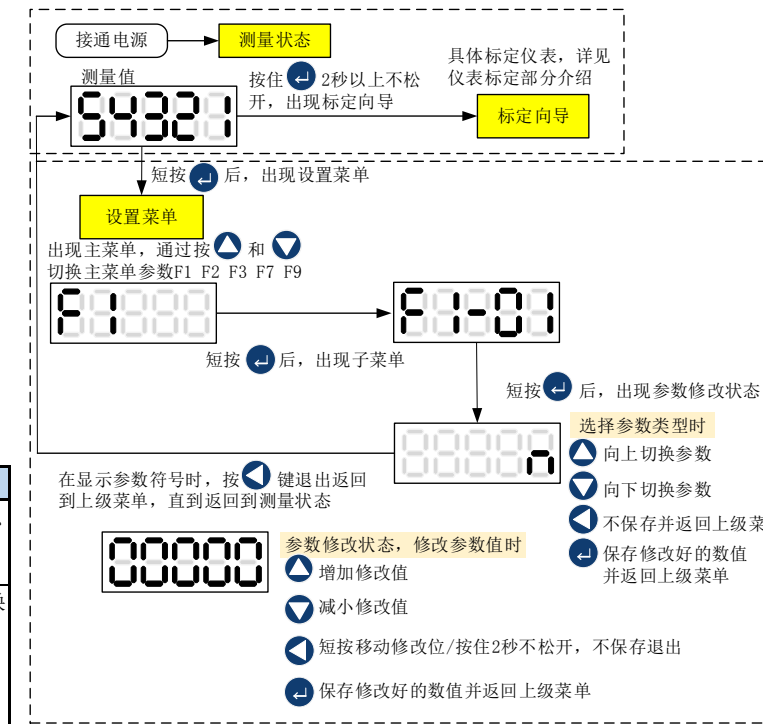 接通电源
测量状态
测量值
54321
按住 2秒以上不松
开，出现标定向导
具体标定仪表，详见
仪表标定部分介绍
标定向导
短按 后，出现设置菜单
设置菜单
出现主菜单，通过按 和
切换主菜单参数F1 F2 F3 F7 F9
F1
F1-01
短按 后，出现子菜单
短按 后，出现参数修改状态
n
选择参数类型时
向上切换参数
向下切换参数
不保存并返回上级菜
保存修改好的数值
并返回上级菜单
在显示参数符号时，按 键退出返回
到上级菜单，直到返回到测量状态
00000
参数修改状态，修改参数值时
增加修改值
减小修改值
短按移动修改位/按住2秒不松开，不保存退出
保存修改好的数值并返回上级菜单